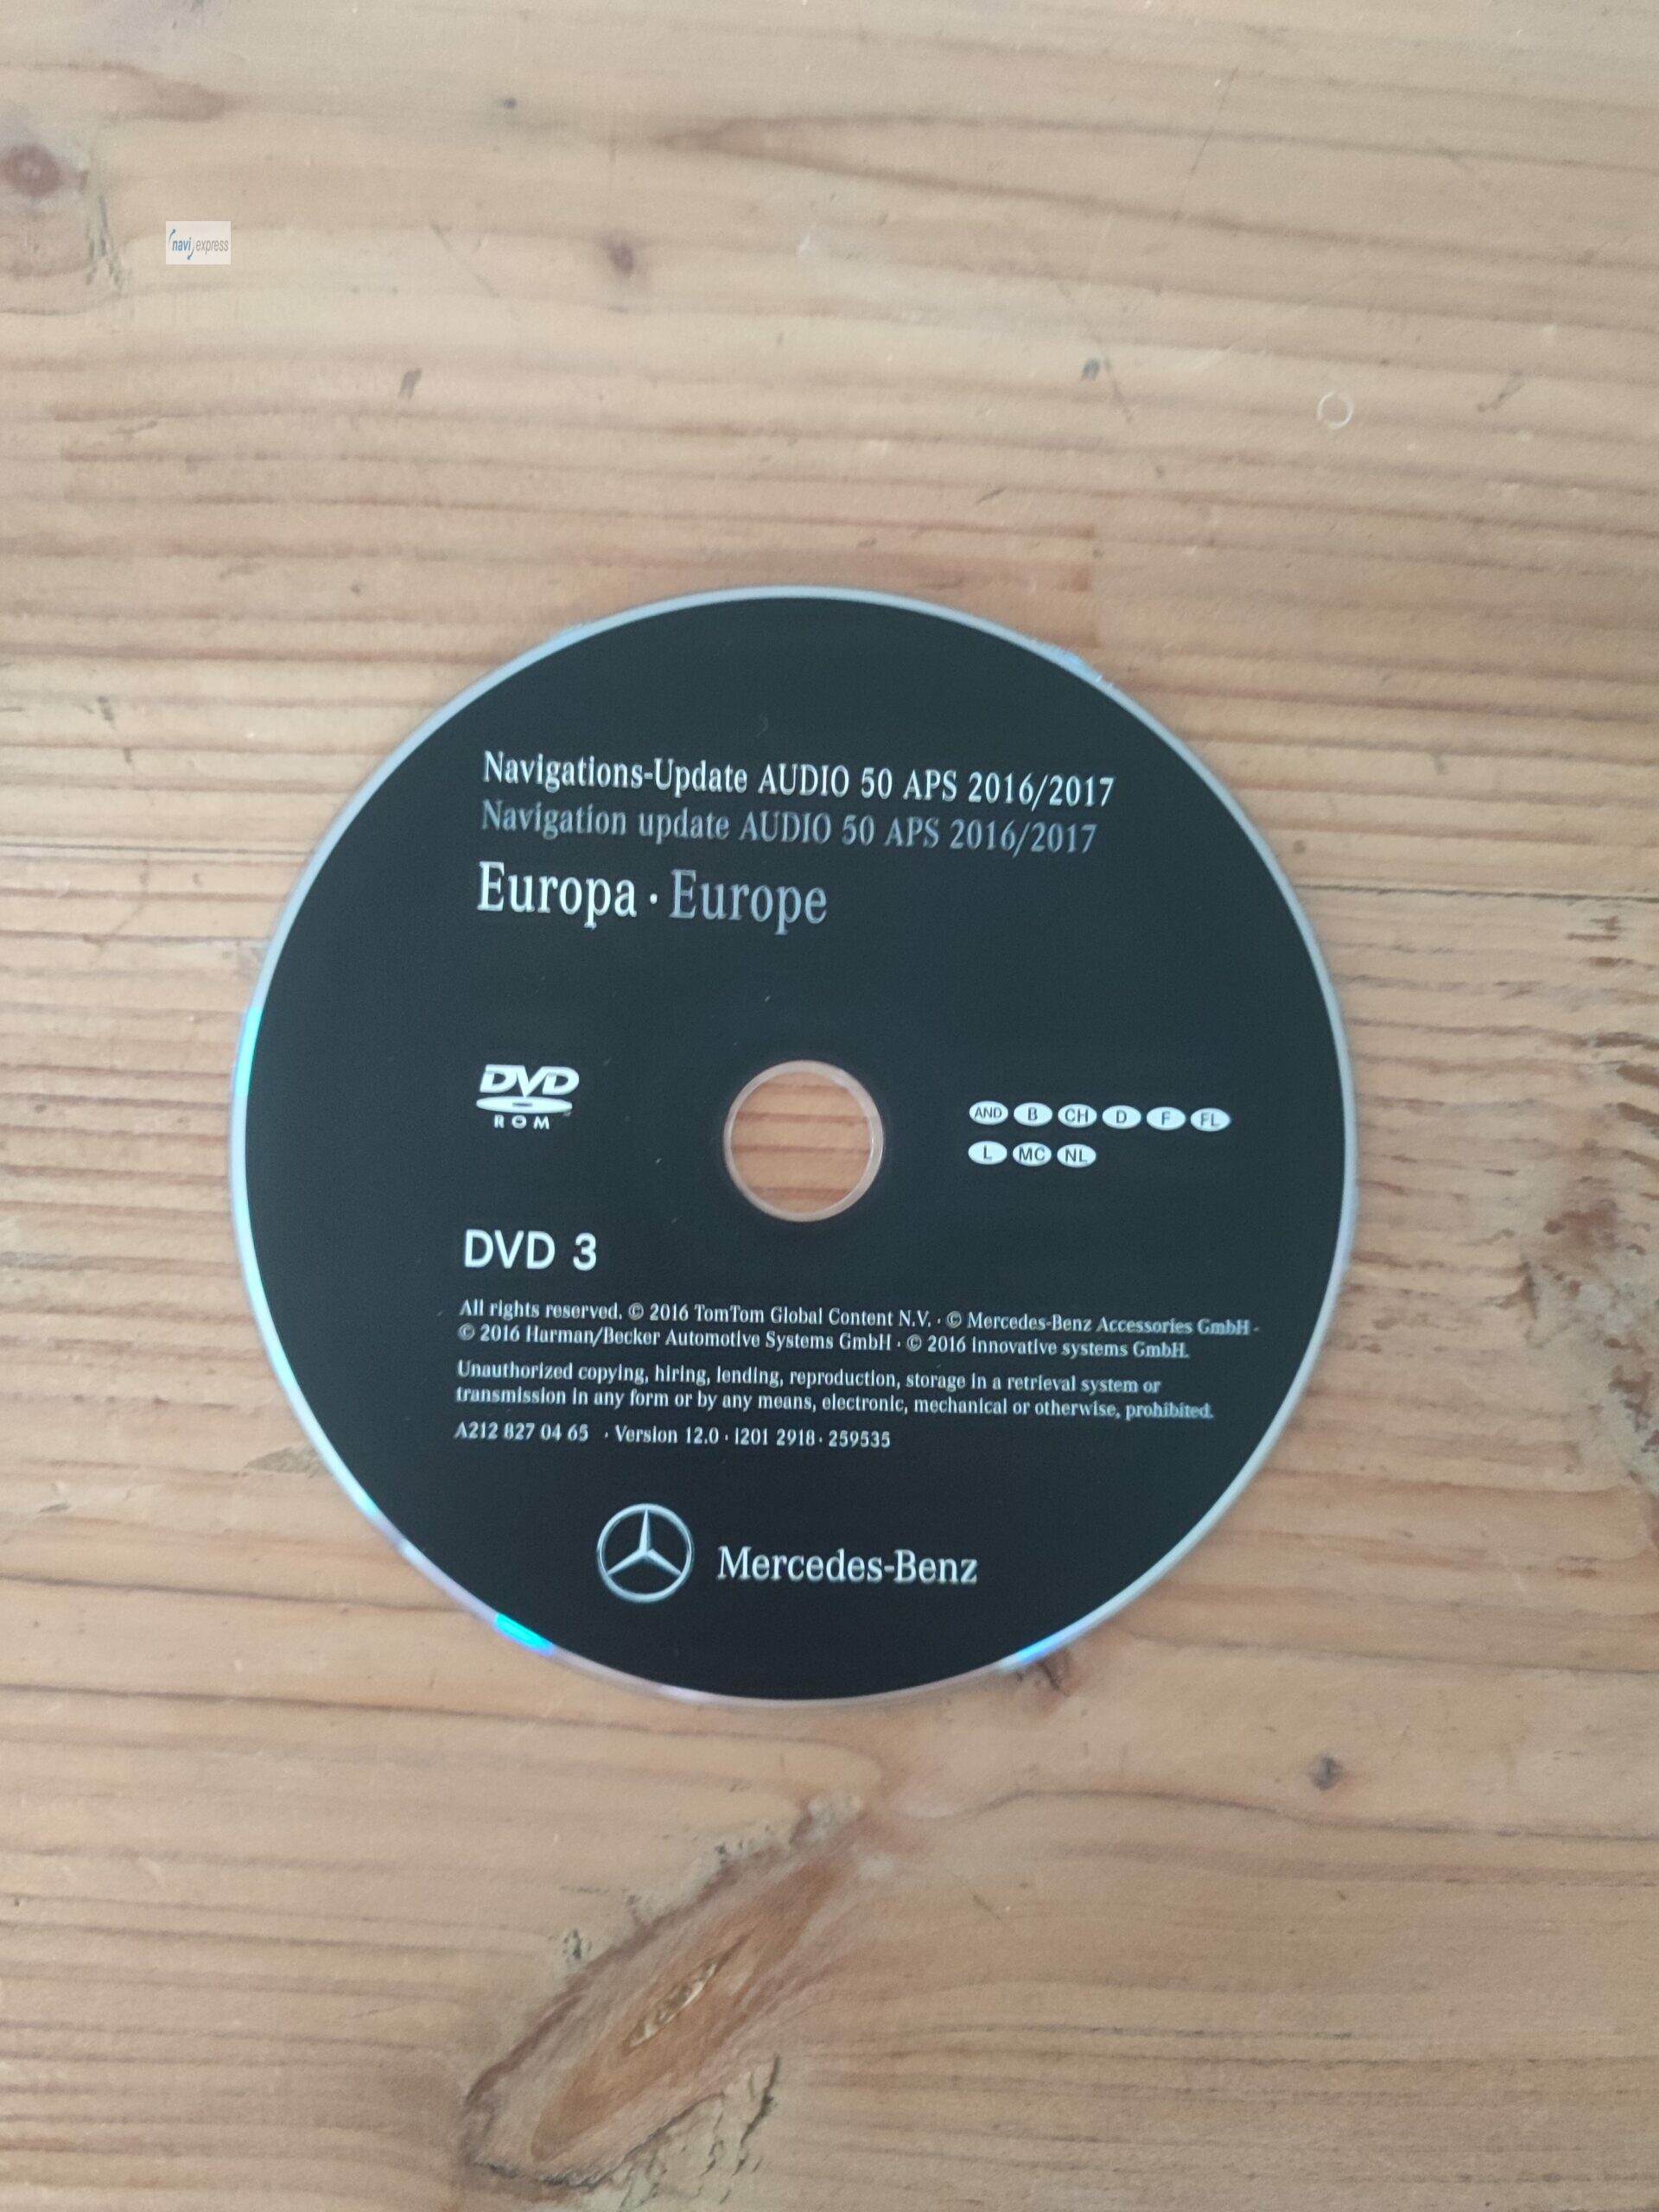 navi express
Navigations-Update AUDIO 50 APS 2016/2017
Navigation update AUDIO 50 APS 2016/2017
Europa · Europe
DVD
ROM
AND B CH D F FL
L MC NL
DVD 3
All rights reserved. © 2016 TomTom Global Content N.V. · © Mercedes-Benz Accessories GmbH ·
© 2016 Harman/Becker Automotive Systems GmbH · © 2016 innovative systems GmbH.
Unauthorized copying, hiring, lending, reproduction, storage in a retrieval system or
transmission in any form or by any means, electronic, mechanical or otherwise, prohibited.
A212 827 04 65 · Version 12.0 · I201 2918 · 259535
Mercedes-Benz